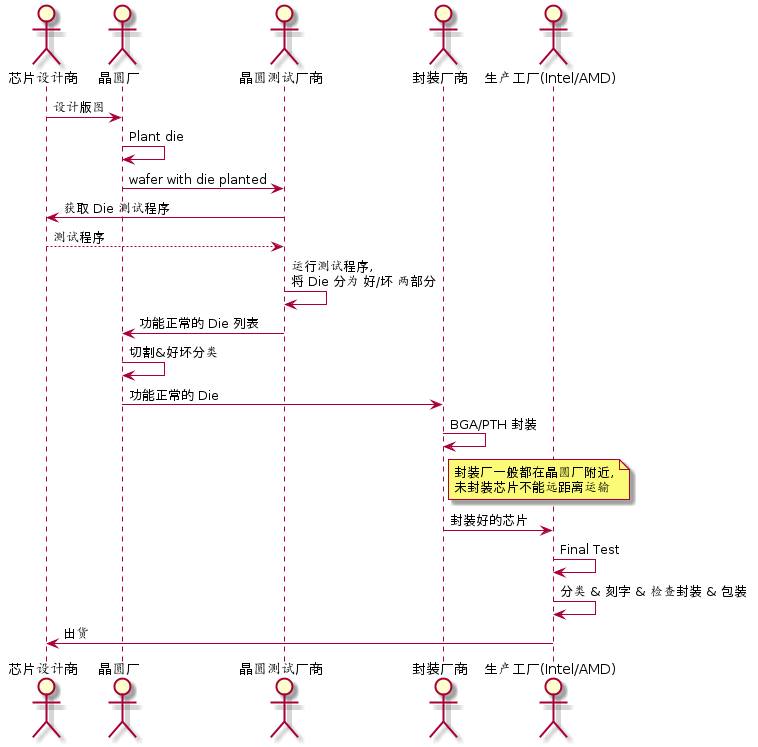 芯片设计商 晶圆厂 晶圆测试厂商 封装厂商 生产工厂(Intel/AMD)
设计版图
Plant die
wafer with die planted
获取 Die 测试程序
测试程序
运行测试程序,
将 Die 分为 好/坏 两部分
功能正常的 Die 列表
切割&好坏分类
功能正常的 Die
BGA/PTH 封装
封装厂一般都在晶圆厂附近,
未封装芯片不能远距离运输
封装好的芯片
Final Test
分类 & 刻字 & 检查封装 & 包装
出货
芯片设计商 晶圆厂 晶圆测试厂商 封装厂商 生产工厂(Intel/AMD)